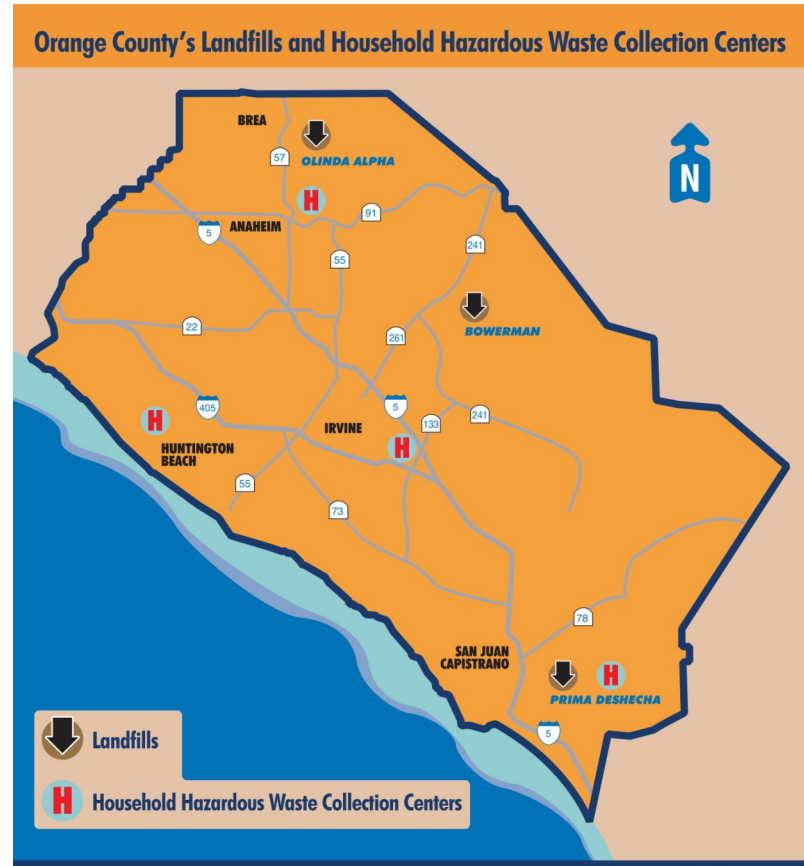 Orange County's Landfills and Household Hazardous Waste Collection Centers
BREA
57
OLINDA ALPHA
N
H
91
ANAHEIM
5
55
241
22
261
BOWERMAN
405
5
133
241
H
IRVINE
H
HUNTINGTON
BEACH
55
73
78
SAN JUAN
CAPISTRANO
H
PRIMA DESHECHA
5
Landfills
H
Household Hazardous Waste Collection Centers